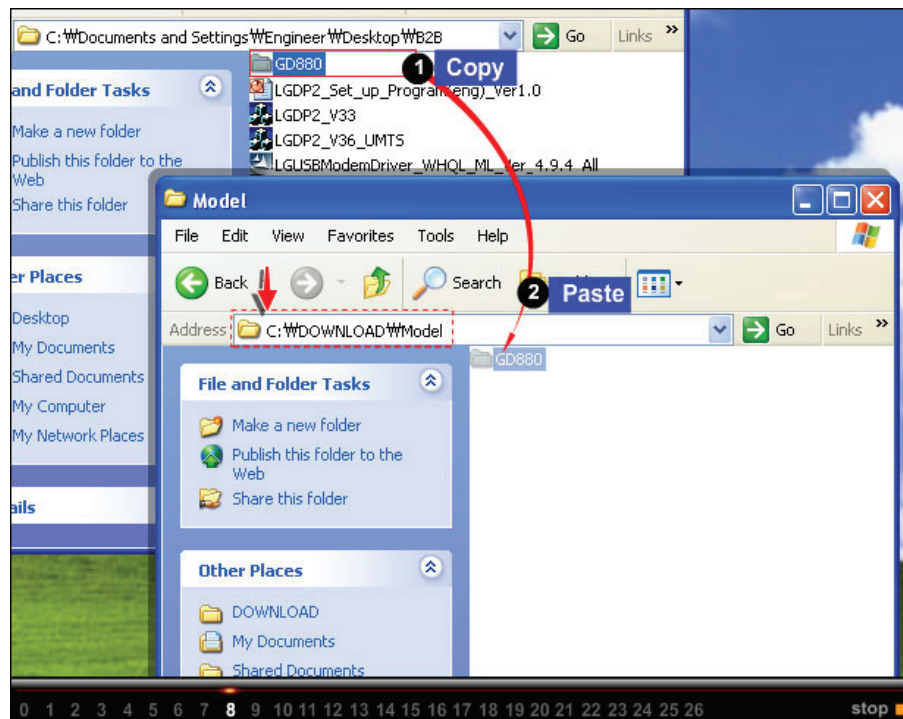 C:₩Documents and Settings₩Engineer₩Desktop₩B2B
Go
Links »
and Folder Tasks
Make a new folder
Publish this folder to the
Web
Share this folder
er Places
Desktop
My Documents
Shared Documents
My Computer
My Network Places
ails
GD880
1 Copy
LGDP2_Set_up_Program(eng)_Ver1.0
LGDP2_V33
LGDP2_V36_UMTS
LGUSBModemDriver_WHQL_ML_Ver_4.9.4_All
Model
File Edit View Favorites Tools Help
Back
Search
2 Paste
Address C:₩DOWNLOAD₩Model
Go
Links »
GD880
File and Folder Tasks
Make a new folder
Publish this folder to the
Web
Share this folder
Other Places
DOWNLOAD
My Documents
Shared Documents
0 1 2 3 4 5 6 7 8 9 10 11 12 13 14 15 16 17 18 19 20 21 22 23 24 25 26
stop